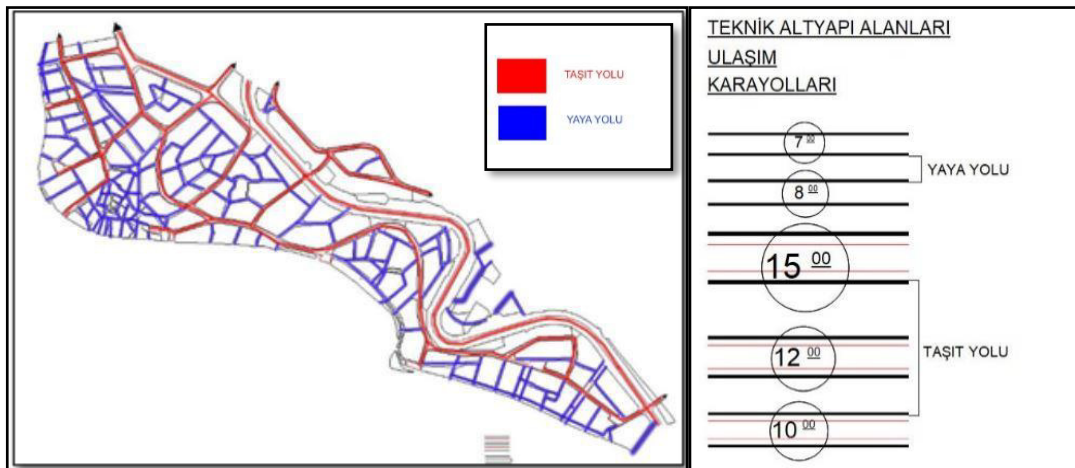 TAŞIT YOLU
YAYA YOLU
TEKNİK ALTYAPI ALANLARI
ULAŞIM
KARAYOLLARI
7 00
YAYA YOLU
8 00
15 00
12 00
TAŞIT YOLU
10 00